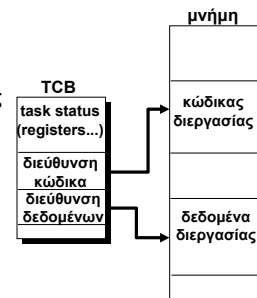 μνήμη
TCB
task status
(registers...)
διεύθυνση
κώδικα
διεύθυνση
δεδομένων
κώδικας
διεργασίας
δεδομένα
διεργασίας